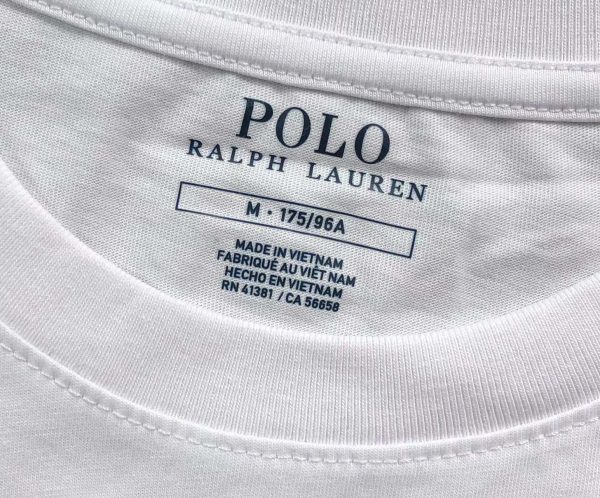 POLO
RALPH LAUREN
M • 175/96A
MADE IN VIETNAM
FABRIQUÉ AU VIÊT NAM
HECHO EN VIETNAM
RN 41381 / CA 56658